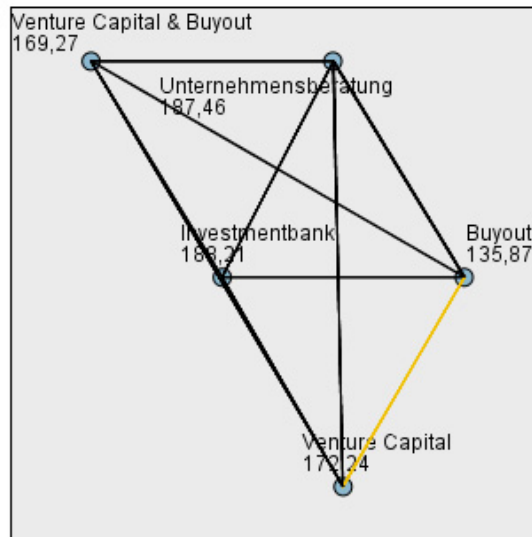 Venture Capital & Buyout
169,27
Unternehmensberatung
187,46
Investmentbank
188,21
Buyout
135,87
Venture Capital
172,24